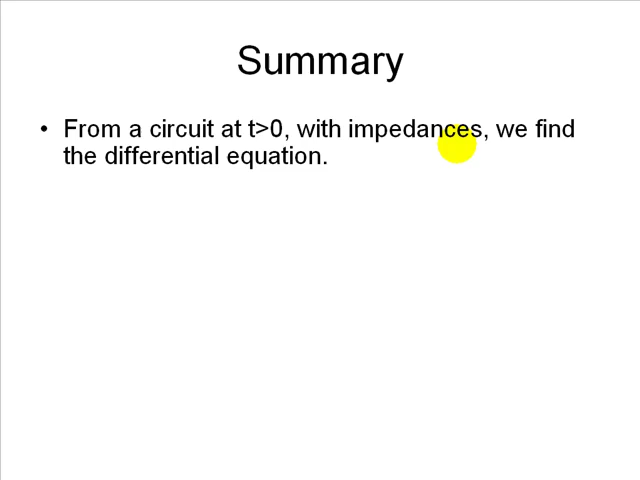 Summary
• From a circuit at t>0, with impedances, we find
the differential equation.